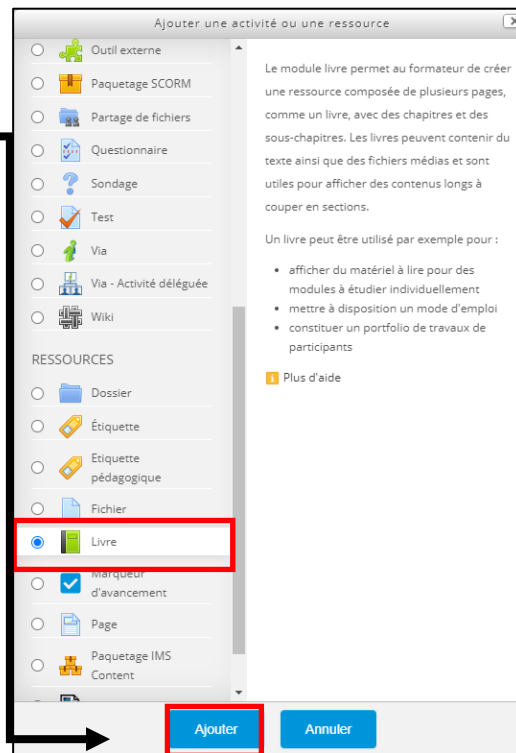 Ajouter une activité ou une ressource
Outil externe
Paquetage SCORM
Partage de fichiers
Questionnaire
Sondage
Test
Via
Via - Activité déléguée
Wiki
RESSOURCES
Dossier
Étiquette
Etiquette
pédagogique
Fichier
Livre
Marqueur
d'avancement
Page
Paquetage IMS
Content
Le module livre permet au formateur de créer
une ressource composée de plusieurs pages,
comme un livre, avec des chapitres et des
sous-chapitres. Les livres peuvent contenir du
texte ainsi que des fichiers médias et sont
utiles pour afficher des contenus longs à
couper en sections.
Un livre peut être utilisé par exemple pour :
afficher du matériel à lire pour des
modules à étudier individuellement
mettre à disposition un mode d'emploi
constituer un portfolio de travaux de
participants
Plus d'aide
Ajouter
Annuler